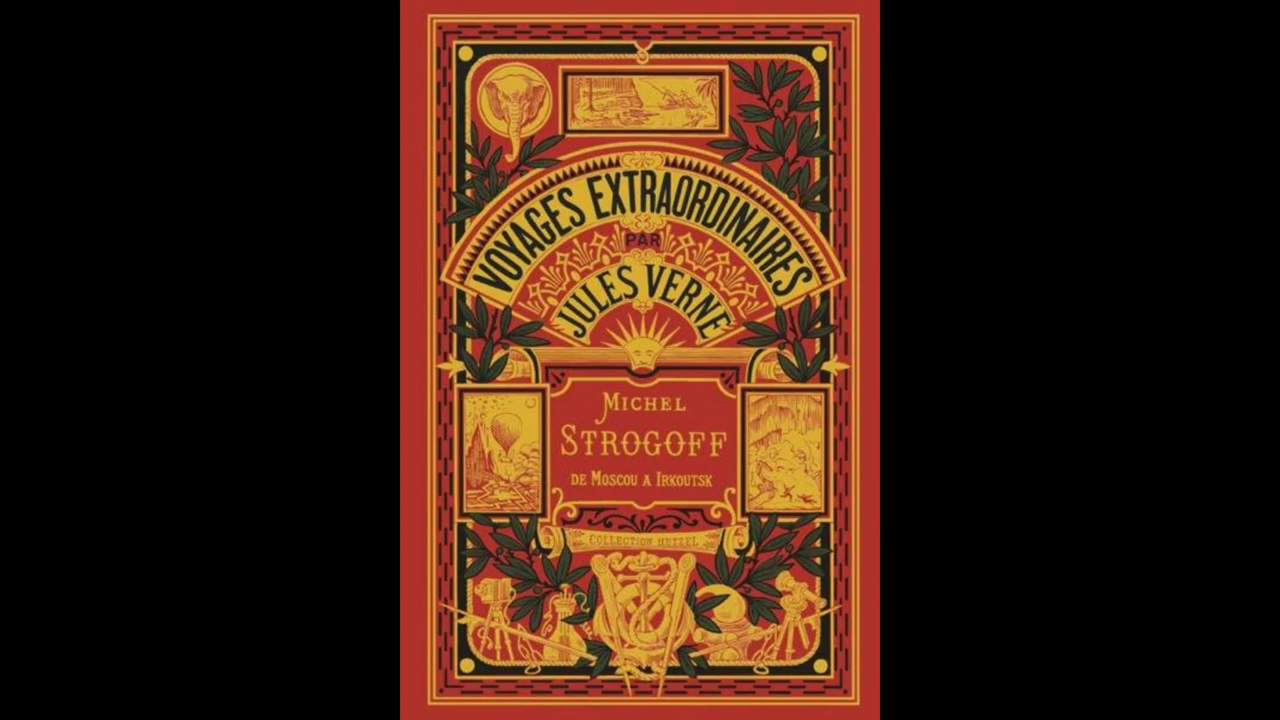 VOYAGES EXTRAORDINAIRES
PAR
JULES VERNE
MICHEL
STROGOFF
DE MOSCOU A IRKOUTSK
COLLECTION HETZEL